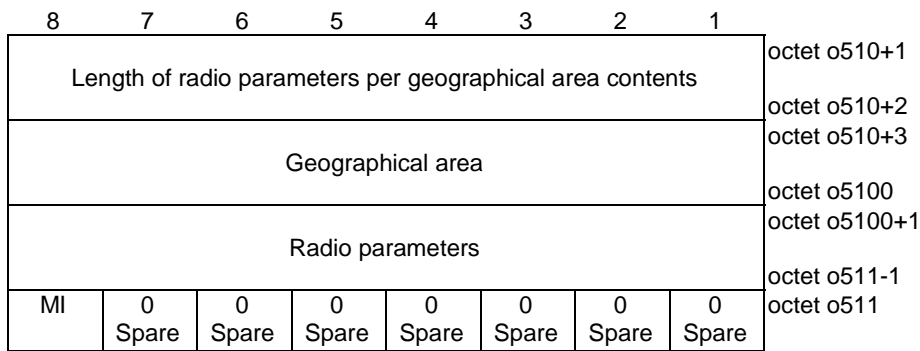 8 7 6 5 4 3 2 1
Length of radio parameters per geographical area contents
octet o510+1
octet o510+2
Geographical area
octet o510+3
octet o5100
Radio parameters
octet o5100+1
octet o511-1
MI 0 0 0 0 0 0 0 octet o511
Spare Spare Spare Spare Spare Spare Spare